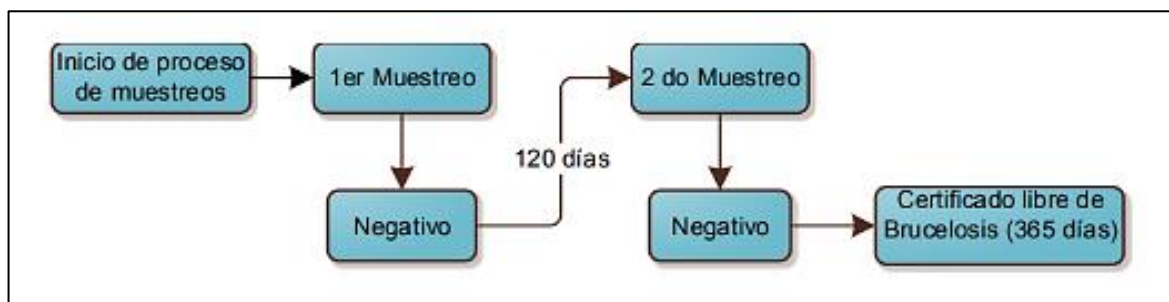 Inicio de proceso
de muestreos
1er Muestreo
Negativo
120 días
2 do Muestreo
Negativo
Certificado libre de
Brucelosis (365 días)